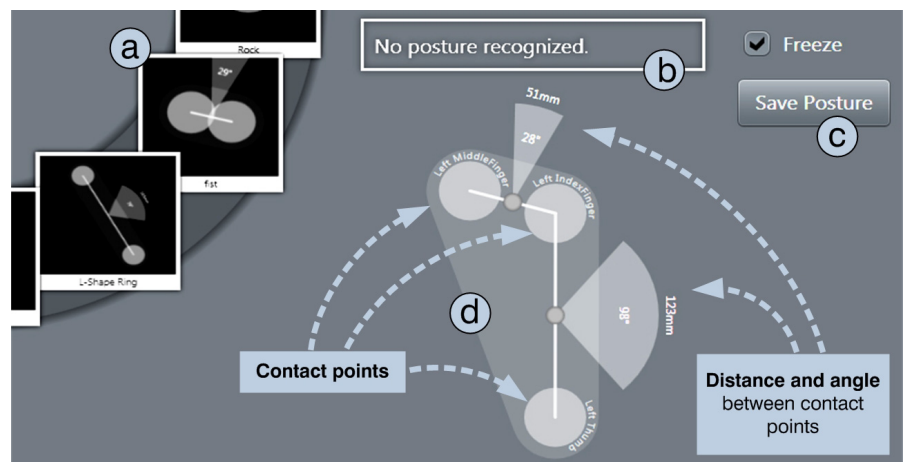 a
Rock
29°
fist
L-Shape Ring
No posture recognized.
b
Freeze
Save Posture
c
51mm
28°
Left MiddleFinger
Left IndexFinger
d
98°
123mm
Left Thumb
Contact points
Distance and angle
between contact
points